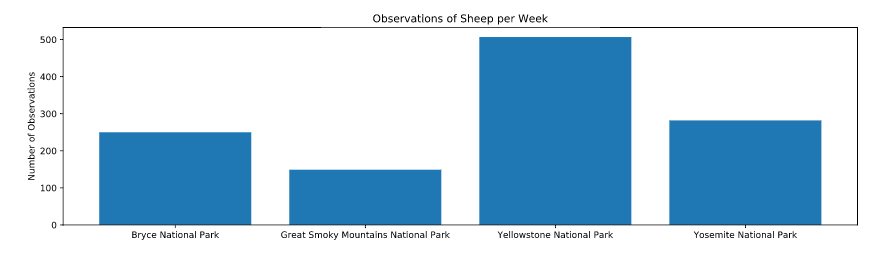 Observations of Sheep per Week
Number of Observations
500
400
300
200
100
0
Bryce National Park
Great Smoky Mountains National Park
Yellowstone National Park
Yosemite National Park